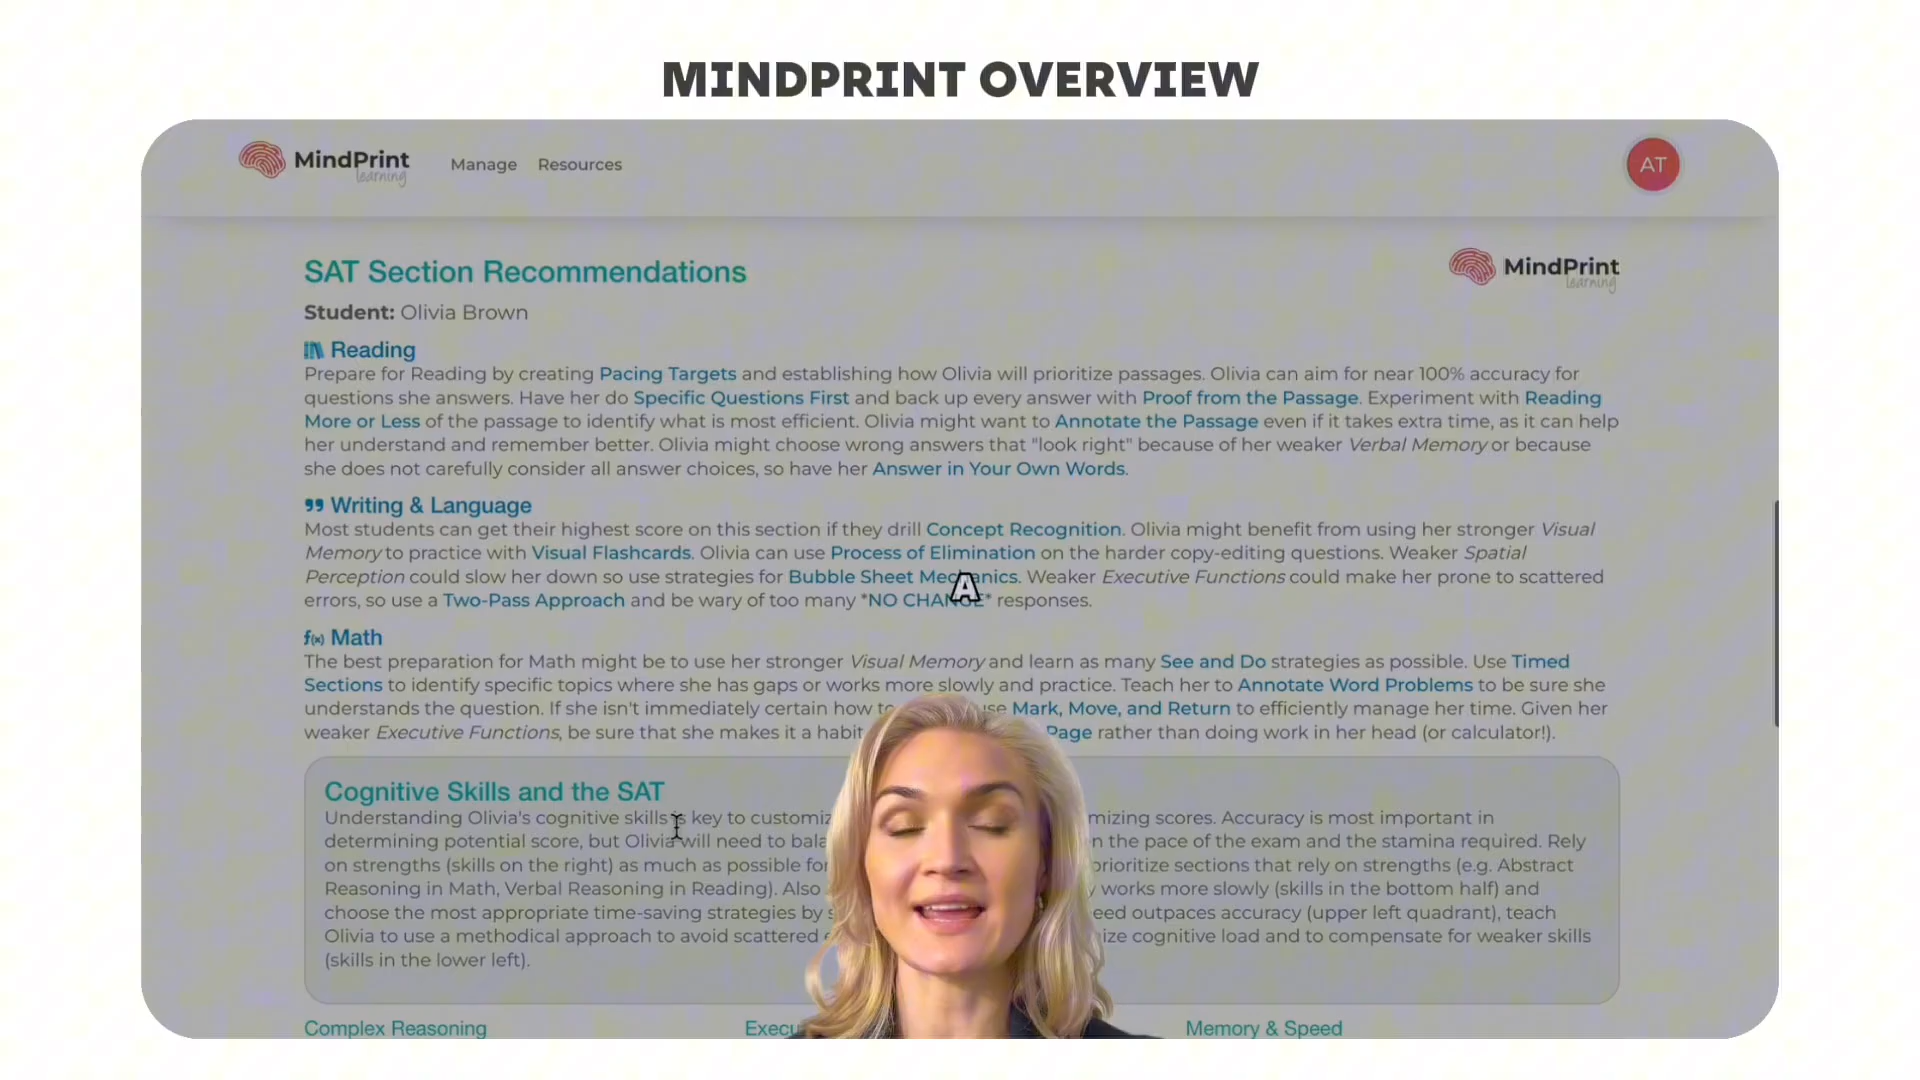 MINDPRINT OVERVIEW
MindPrint
learning
Manage Resources
AT
SAT Section Recommendations
MindPrint
learning
Student: Olivia Brown
Reading
Prepare for Reading by creating Pacing Targets and establishing how Olivia will prioritize passages. Olivia can aim for near 100% accuracy for
questions she answers. Have her do Specific Questions First and back up every answer with Proof from the Passage. Experiment with Reading
More or Less of the passage to identify what is most efficient. Olivia might want to Annotate the Passage even if it takes extra time, as it can help
her understand and remember better. Olivia might choose wrong answers that "look right" because of her weaker Verbal Memory or because
she does not carefully consider all answer choices, so have her Answer in Your Own Words.
Writing & Language
Most students can get their highest score on this section if they drill Concept Recognition. Olivia might benefit from using her stronger Visual
Memory to practice with Visual Flashcards. Olivia can use Process of Elimination on the harder copy-editing questions. Weaker Spatial
Perception could slow her down so use strategies for Bubble Sheet Mechanics. Weaker Executive Functions could make her prone to scattered
errors, so use a Two-Pass Approach and be wary of too many *NO CHANGE* responses.
f(x) Math
The best preparation for Math might be to use her stronger Visual Memory and learn as many See and Do strategies as possible. Use Timed
Sections to identify specific topics where she has gaps or works more slowly and practice. Teach her to Annotate Word Problems to be sure she
understands the question. If she isn't immediately certain how to use Mark, Move, and Return to efficiently manage her time. Given her
weaker Executive Functions, be sure that she makes it a habit Page rather than doing work in her head (or calculator!).
Cognitive Skills and the SAT
Understanding Olivia's cognitive skills is key to mizing scores. Accuracy is most important in
determining potential score, but Olivia will need to n the pace of the exam and the stamina required. Rely
on strengths (skills on the right) as much as possible for prioritize sections that rely on strengths (e.g. Abstract
Reasoning in Math, Verbal Reasoning in Reading). Also works more slowly (skills in the bottom half) and
choose the most appropriate time-saving strategies by eed outpaces accuracy (upper left quadrant), teach
Olivia to use a methodical approach to avoid scattered ize cognitive load and to compensate for weaker skills
(skills in the lower left).
Complex Reasoning Execu Memory & Speed